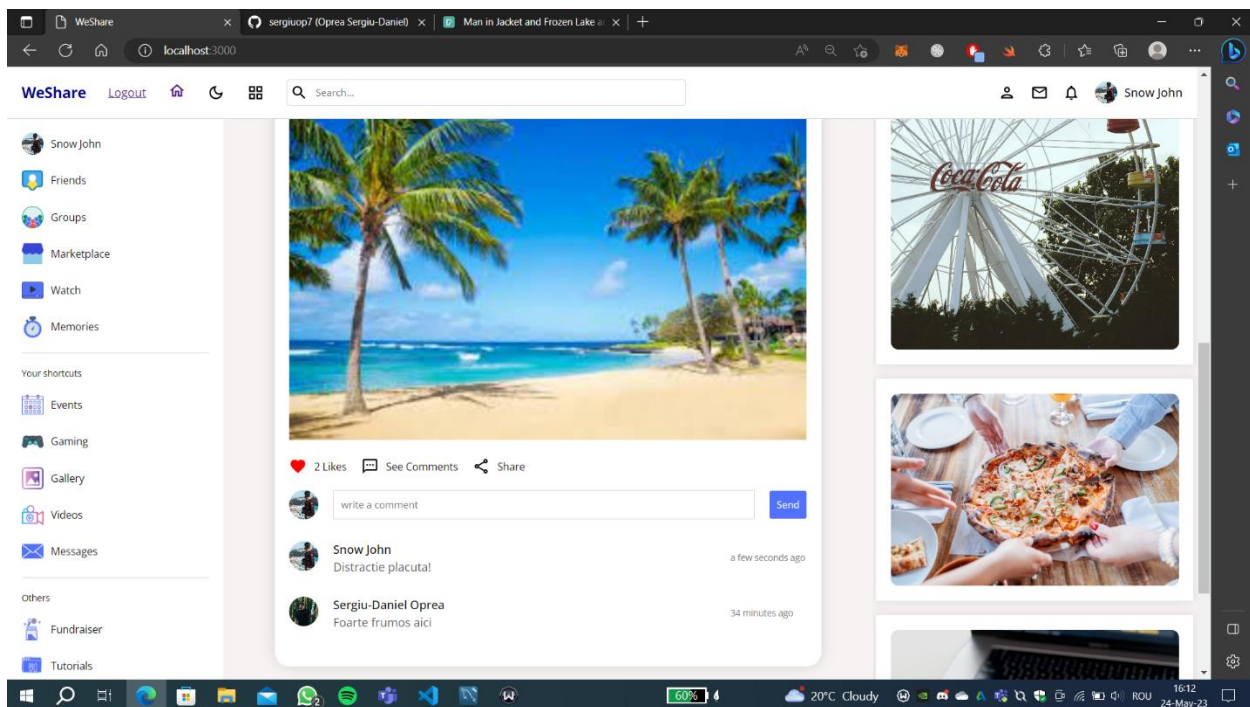 WeShare
sergiuop7 (Oprea Sergiu-Daniel)
Man in Jacket and Frozen Lake a
localhost:3000
WeShare Logout Search... Snow John
Snow John
Friends
Groups
Marketplace
Watch
Memories
Your shortcuts
Events
Gaming
Gallery
Videos
Messages
Others
Fundraiser
Tutorials
2 Likes See Comments Share
write a comment Send
Snow John
a few seconds ago
Distractie placuta!
Sergiu-Daniel Oprea
34 minutes ago
Foarte frumos aici
Coca-Cola
2
60% 20°C Cloudy ROU 16:12
24-May-23